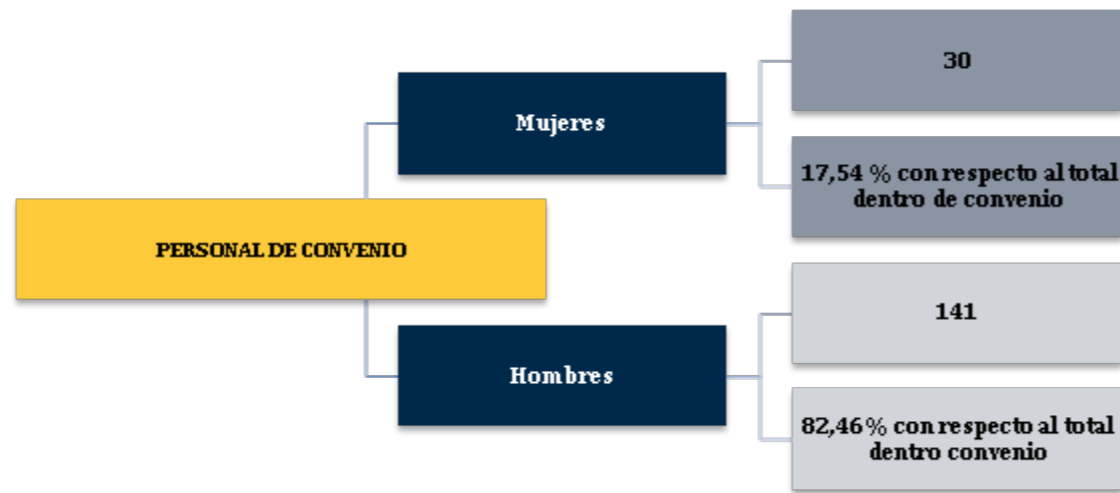 PERSONAL DE CONVENIO
Mujeres
30
17,54 % con respecto al total
dentro de convenio
Hombres
141
82,46% con respecto al total
dentro convenio